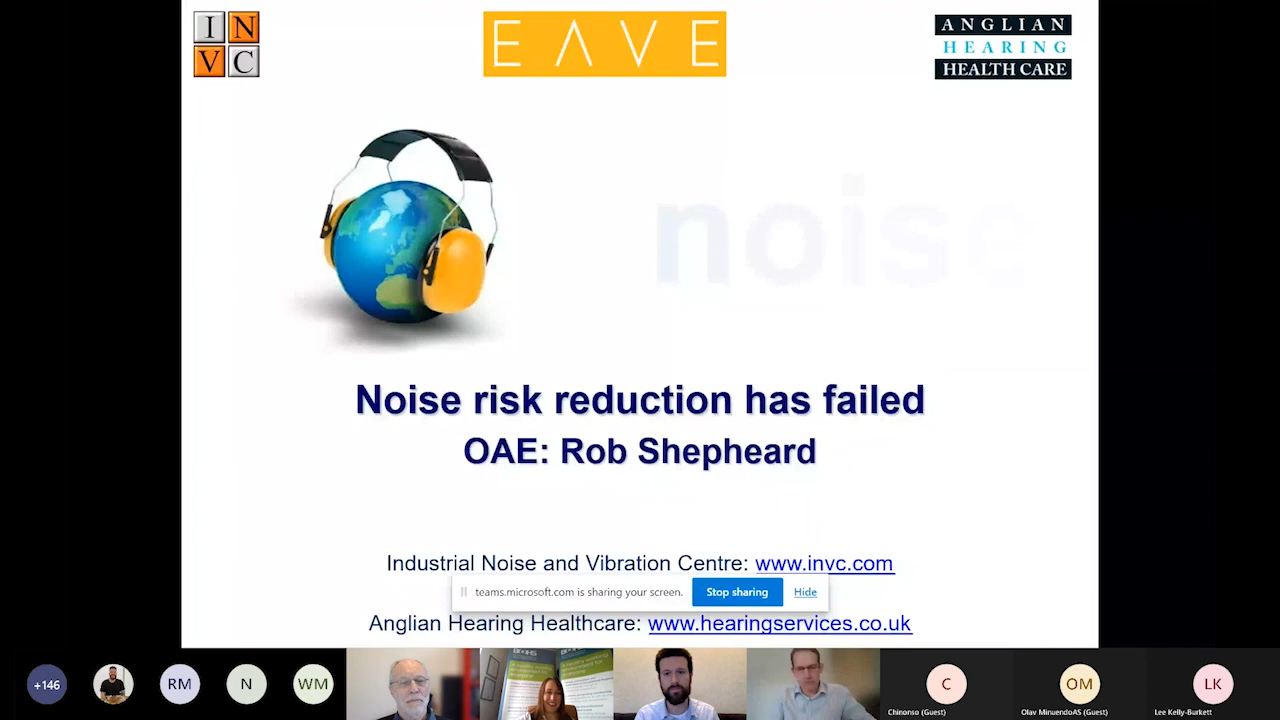 I N
V C
EAVE
ANGLIAN
HEARING
HEALTH CARE
noise
Noise risk reduction has failed
OAE: Rob Shepheard
Industrial Noise and Vibration Centre: www.invc.com
teams.microsoft.com is sharing your screen.
Stop sharing
Hide
Anglian Hearing Healthcare: www.hearingservices.co.uk
+146
RM
N
WM
BOHS
C
OM
LK
Chinonso (Guest)
Olav MinuendoAS (Guest)
Lee Kelly-Burkett